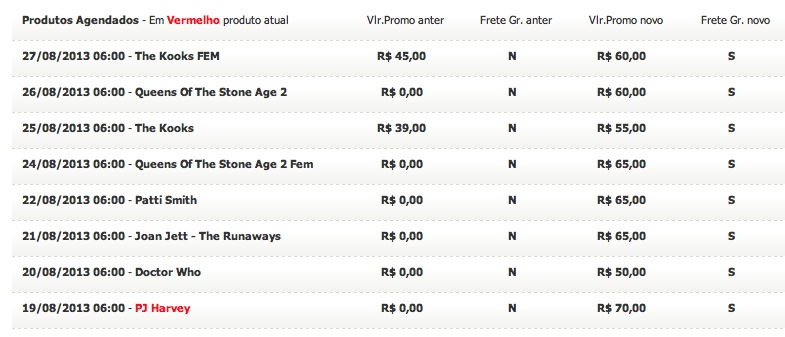 Produtos Agendados - Em Vermelho produto atual Vlr.Promo anter Frete Gr. anter Vlr.Promo novo Frete Gr. novo
27/08/2013 06:00 - The Kooks FEM R$ 45,00 N R$ 60,00 S
26/08/2013 06:00 - Queens Of The Stone Age 2 R$ 0,00 N R$ 60,00 S
25/08/2013 06:00 - The Kooks R$ 39,00 N R$ 55,00 S
24/08/2013 06:00 - Queens Of The Stone Age 2 Fem R$ 0,00 N R$ 65,00 S
22/08/2013 06:00 - Patti Smith R$ 0,00 N R$ 65,00 S
21/08/2013 06:00 - Joan Jett - The Runaways R$ 0,00 N R$ 65,00 S
20/08/2013 06:00 - Doctor Who R$ 0,00 N R$ 50,00 S
19/08/2013 06:00 - PJ Harvey R$ 0,00 N R$ 70,00 S